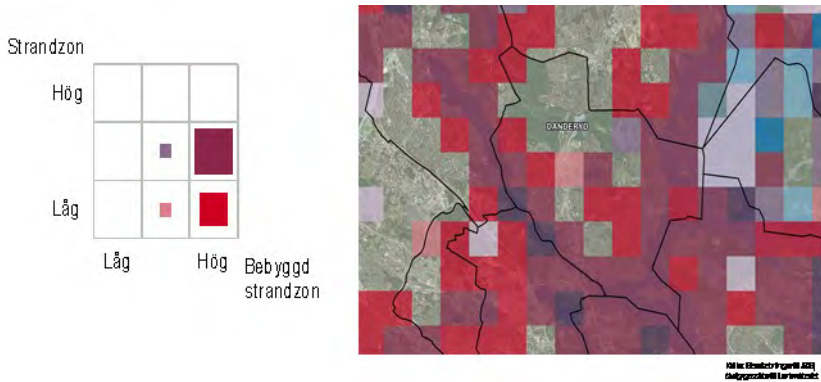 Strandzon
Hög
Låg
Låg
Hög
Bebyggd
strandzon
DANDERYD